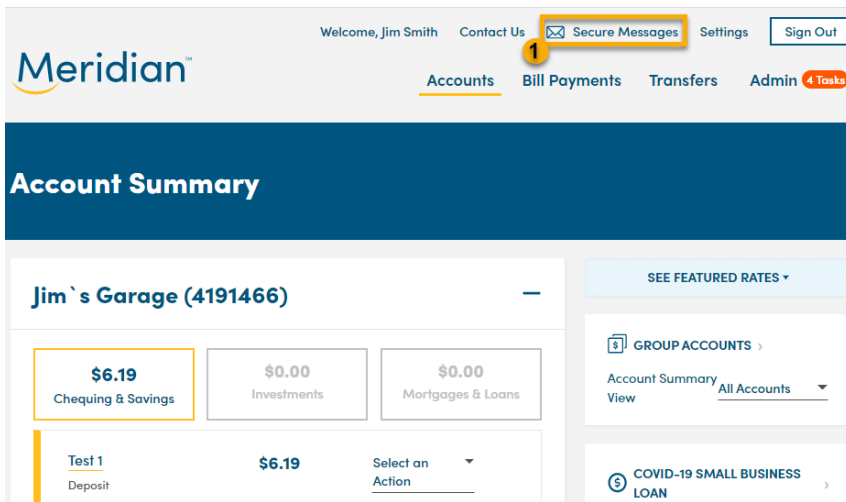 Welcome, Jim Smith Contact Us Secure Messages Settings Sign Out
1
Meridian™
Accounts Bill Payments Transfers Admin 4 Tasks
Account Summary
Jim`s Garage (4191466)
SEE FEATURED RATES
$6.19
Chequing & Savings
$0.00
Investments
$0.00
Mortgages & Loans
GROUP ACCOUNTS
Account Summary
View
All Accounts
Test 1
Deposit
$6.19
Select an
Action
COVID-19 SMALL BUSINESS
LOAN